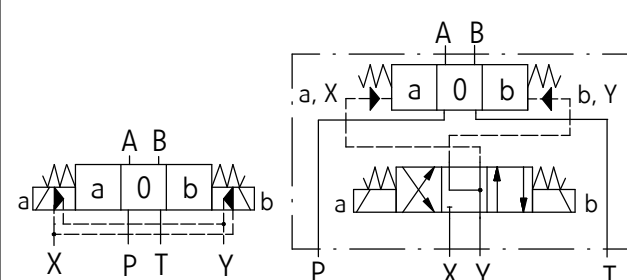 A B
a 0 b
a b
X P T Y
A B
a, X a 0 b b, Y
a b
P X Y T